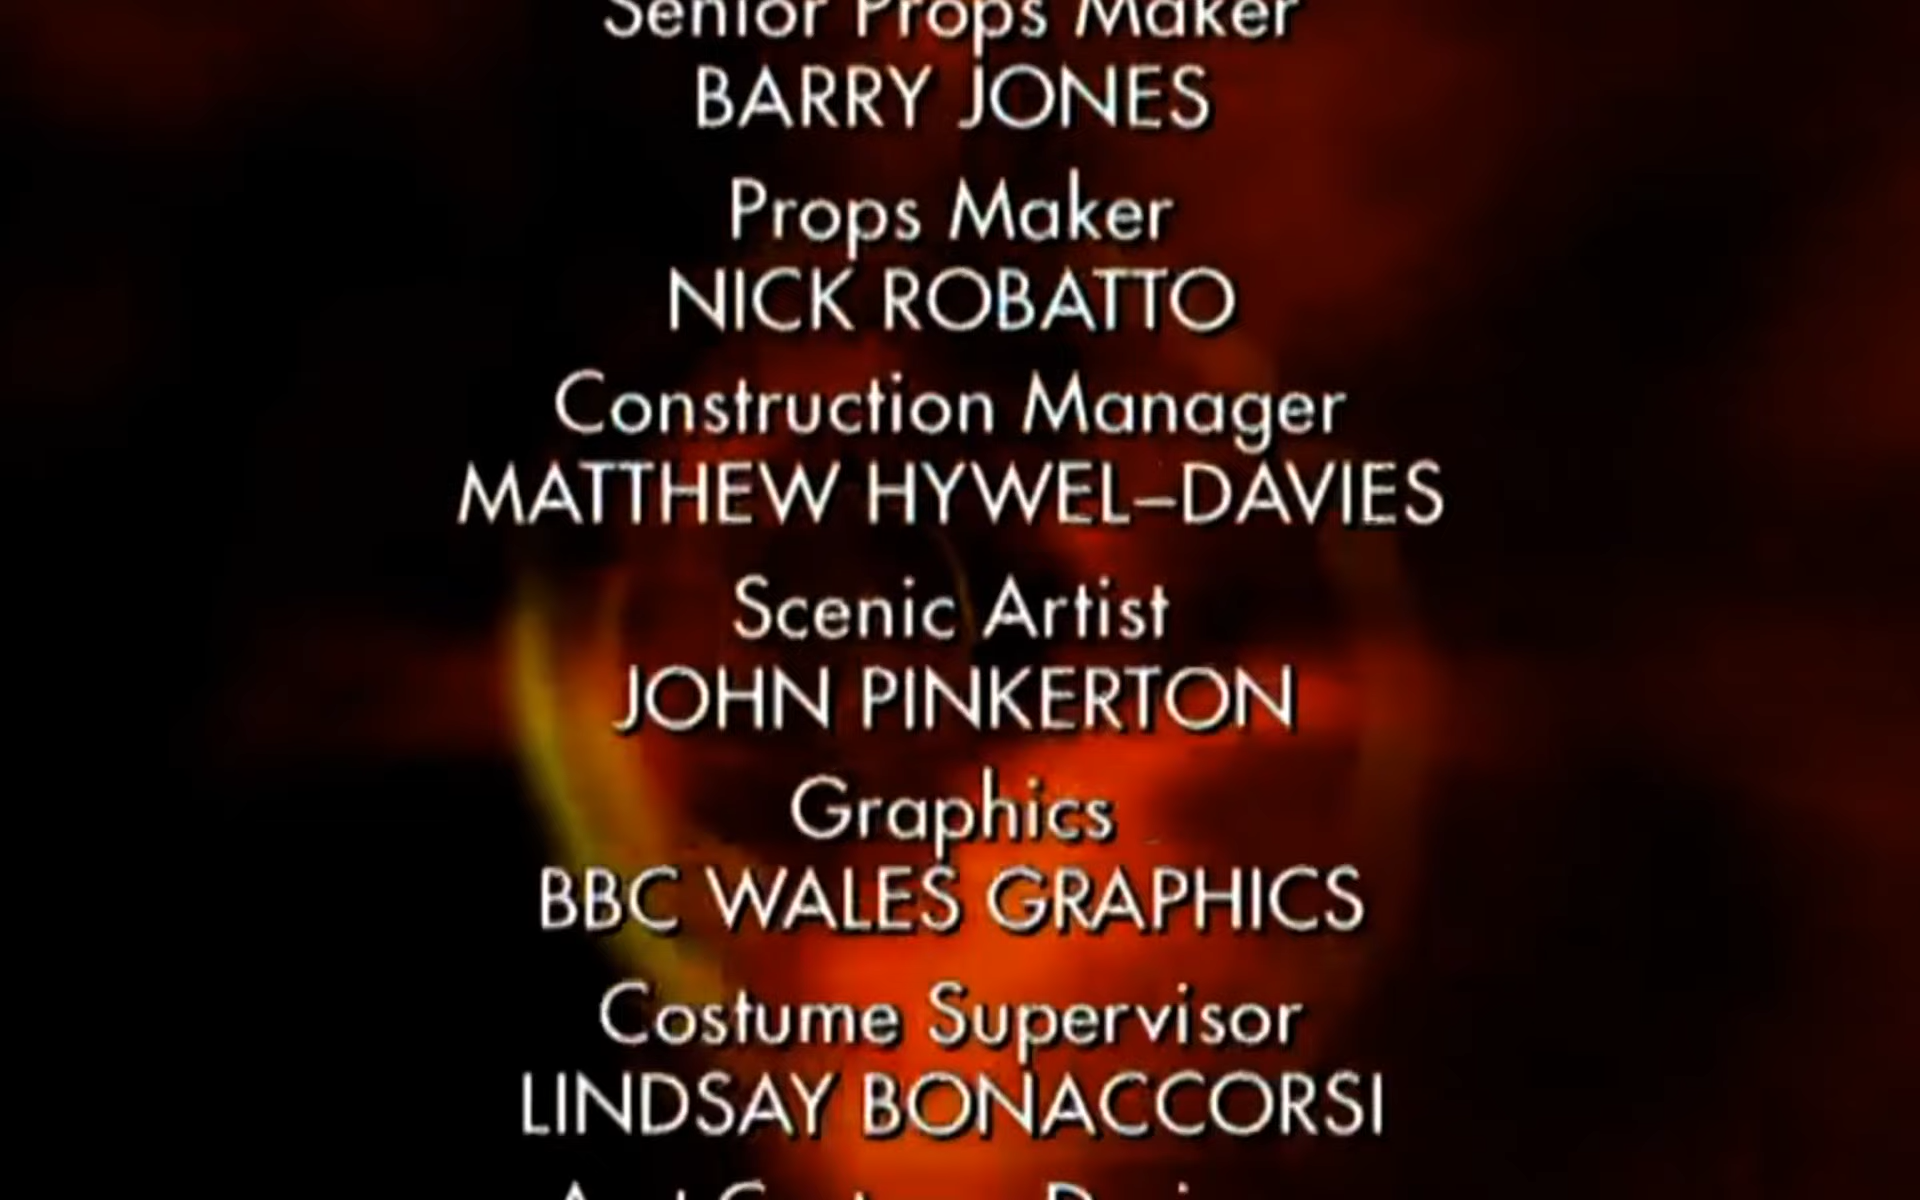 Senior Props Maker
BARRY JONES
Props Maker
NICK ROBATTO
Construction Manager
MATTHEW HYWEL–DAVIES
Scenic Artist
JOHN PINKERTON
Graphics
BBC WALES GRAPHICS
Costume Supervisor
LINDSAY BONACCORSI